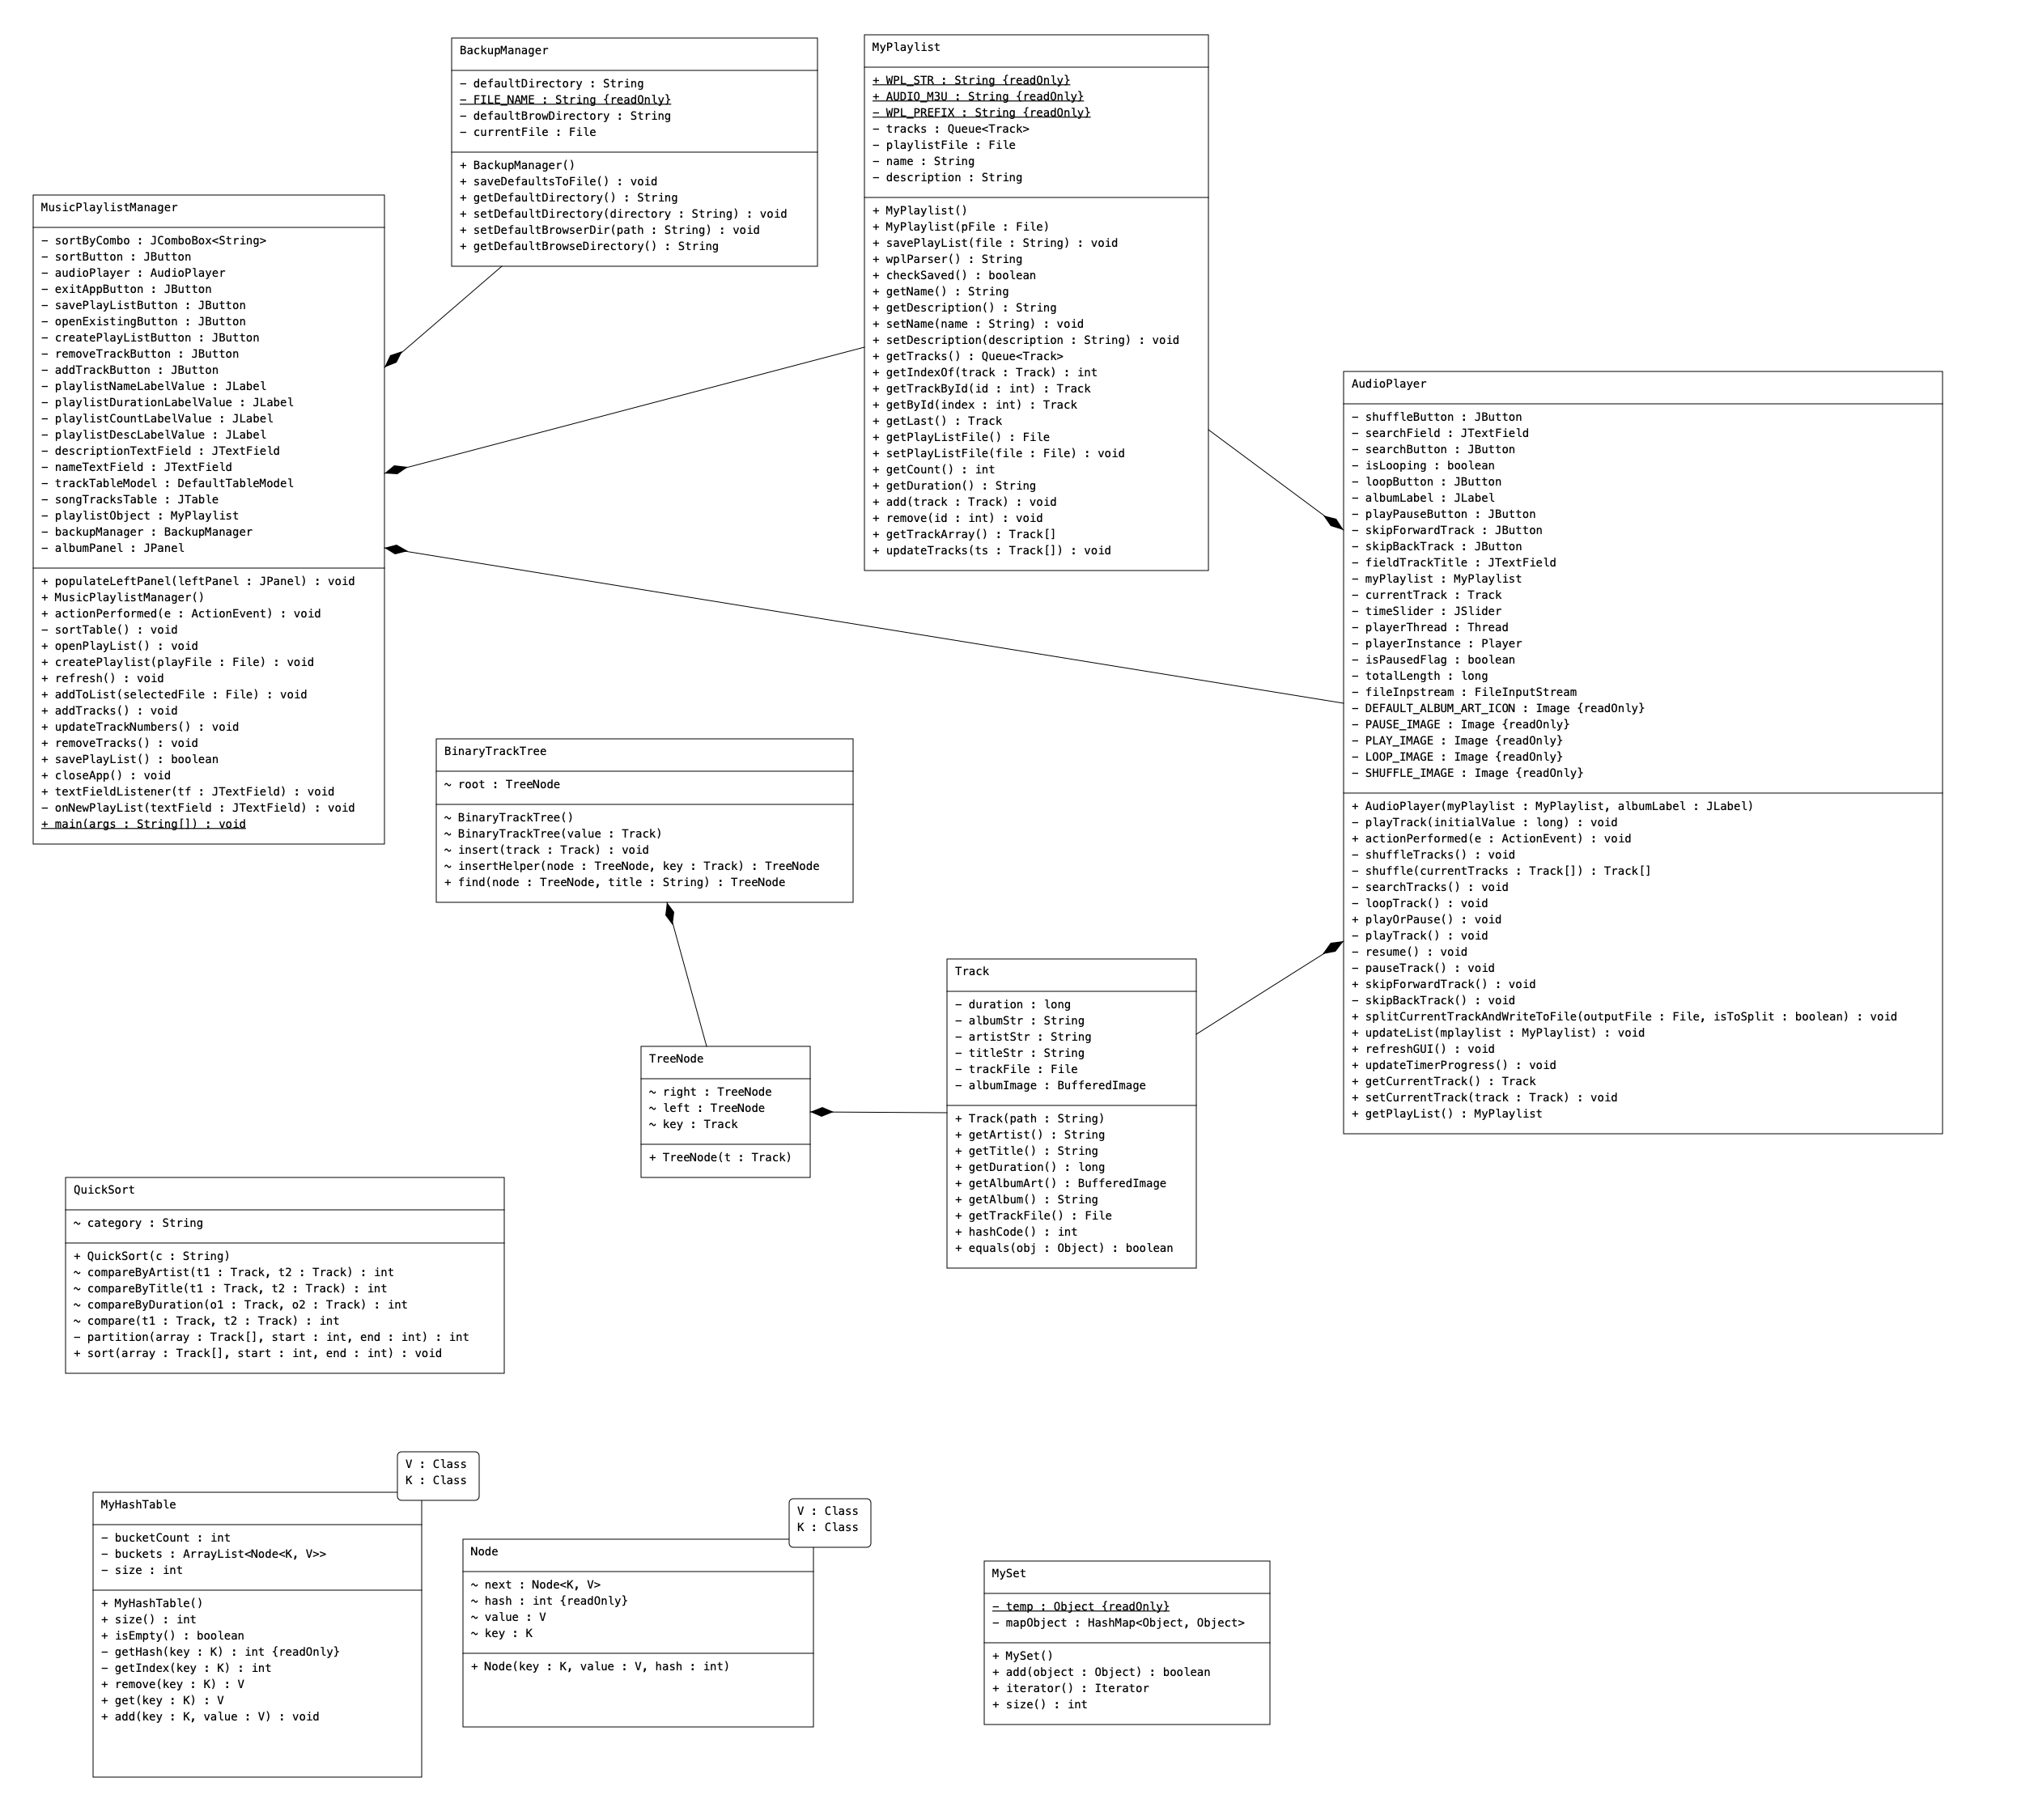 BackupManager
− defaultDirectory : String
− FILE_NAME : String {readOnly}
− defaultBrowDirectory : String
− currentFile : File
+ BackupManager()
+ saveDefaultsToFile() : void
+ getDefaultDirectory() : String
+ setDefaultDirectory(directory : String) : void
+ setDefaultBrowserDir(path : String) : void
+ getDefaultBrowseDirectory() : String
MyPlaylist
+ WPL_STR : String {readOnly}
+ AUDIO_M3U : String {readOnly}
− WPL_PREFIX : String {readOnly}
− tracks : Queue<Track>
− playlistFile : File
− name : String
− description : String
+ MyPlaylist()
+ MyPlaylist(pFile : File)
+ savePlayList(file : String) : void
+ wplParser() : String
+ checkSaved() : boolean
+ getName() : String
+ getDescription() : String
+ setName(name : String) : void
+ setDescription(description : String) : void
+ getTracks() : Queue<Track>
+ getIndexOf(track : Track) : int
+ getTrackById(id : int) : Track
+ getById(index : int) : Track
+ getLast() : Track
+ getPlayListFile() : File
+ setPlayListFile(file : File) : void
+ getCount() : int
+ getDuration() : String
+ add(track : Track) : void
+ remove(id : int) : void
+ getTrackArray() : Track[]
+ updateTracks(ts : Track[]) : void
MusicPlaylistManager
− sortByCombo : JComboBox<String>
− sortButton : JButton
− audioPlayer : AudioPlayer
− exitAppButton : JButton
− savePlayListButton : JButton
− openExistingButton : JButton
− createPlayListButton : JButton
− removeTrackButton : JButton
− addTrackButton : JButton
− playlistNameLabelValue : JLabel
− playlistDurationLabelValue : JLabel
− playlistCountLabelValue : JLabel
− playlistDescLabelValue : JLabel
− descriptionTextField : JTextField
− nameTextField : JTextField
− trackTableModel : DefaultTableModel
− songTracksTable : JTable
− playlistObject : MyPlaylist
− backupManager : BackupManager
− albumPanel : JPanel
+ populateLeftPanel(leftPanel : JPanel) : void
+ MusicPlaylistManager()
+ actionPerformed(e : ActionEvent) : void
− sortTable() : void
+ openPlayList() : void
+ createPlaylist(playFile : File) : void
+ refresh() : void
+ addToList(selectedFile : File) : void
+ addTracks() : void
+ updateTrackNumbers() : void
+ removeTracks() : void
+ savePlayList() : boolean
+ closeApp() : void
+ textFieldListener(tf : JTextField) : void
− onNewPlayList(textField : JTextField) : void
+ main(args : String[]) : void
AudioPlayer
− shuffleButton : JButton
− searchField : JTextField
− searchButton : JButton
− isLooping : boolean
− loopButton : JButton
− albumLabel : JLabel
− playPauseButton : JButton
− skipForwardTrack : JButton
− skipBackTrack : JButton
− fieldTrackTitle : JTextField
− myPlaylist : MyPlaylist
− currentTrack : Track
− timeSlider : JSlider
− playerThread : Thread
− playerInstance : Player
− isPausedFlag : boolean
− totalLength : long
− fileInpstream : FileInputStream
− DEFAULT_ALBUM_ART_ICON : Image {readOnly}
− PAUSE_IMAGE : Image {readOnly}
− PLAY_IMAGE : Image {readOnly}
− LOOP_IMAGE : Image {readOnly}
− SHUFFLE_IMAGE : Image {readOnly}
+ AudioPlayer(myPlaylist : MyPlaylist, albumLabel : JLabel)
− playTrack(initialValue : long) : void
+ actionPerformed(e : ActionEvent) : void
− shuffleTracks() : void
− shuffle(currentTracks : Track[]) : Track[]
− searchTracks() : void
− loopTrack() : void
+ playOrPause() : void
− playTrack() : void
− resume() : void
− pauseTrack() : void
+ skipForwardTrack() : void
− skipBackTrack() : void
+ splitCurrentTrackAndWriteToFile(outputFile : File, isToSplit : boolean) : void
+ updateList(mplaylist : MyPlaylist) : void
+ refreshGUI() : void
+ updateTimerProgress() : void
+ getCurrentTrack() : Track
+ setCurrentTrack(track : Track) : void
+ getPlayList() : MyPlaylist
BinaryTrackTree
~ root : TreeNode
~ BinaryTrackTree()
~ BinaryTrackTree(value : Track)
~ insert(track : Track) : void
~ insertHelper(node : TreeNode, key : Track) : TreeNode
+ find(node : TreeNode, title : String) : TreeNode
Track
− duration : long
− albumStr : String
− artistStr : String
− titleStr : String
− trackFile : File
− albumImage : BufferedImage
+ Track(path : String)
+ getArtist() : String
+ getTitle() : String
+ getDuration() : long
+ getAlbumArt() : BufferedImage
+ getAlbum() : String
+ getTrackFile() : File
+ hashCode() : int
+ equals(obj : Object) : boolean
TreeNode
~ right : TreeNode
~ left : TreeNode
~ key : Track
+ TreeNode(t : Track)
QuickSort
~ category : String
+ QuickSort(c : String)
~ compareByArtist(t1 : Track, t2 : Track) : int
~ compareByTitle(t1 : Track, t2 : Track) : int
~ compareByDuration(o1 : Track, o2 : Track) : int
~ compare(t1 : Track, t2 : Track) : int
− partition(array : Track[], start : int, end : int) : int
+ sort(array : Track[], start : int, end : int) : void
V : Class
K : Class
MyHashTable
− bucketCount : int
− buckets : ArrayList<Node<K, V>>
− size : int
+ MyHashTable()
+ size() : int
+ isEmpty() : boolean
− getHash(key : K) : int {readOnly}
− getIndex(key : K) : int
+ remove(key : K) : V
+ get(key : K) : V
+ add(key : K, value : V) : void
V : Class
K : Class
Node
~ next : Node<K, V>
~ hash : int {readOnly}
~ value : V
~ key : K
+ Node(key : K, value : V, hash : int)
MySet
− temp : Object {readOnly}
− mapObject : HashMap<Object, Object>
+ MySet()
+ add(object : Object) : boolean
+ iterator() : Iterator
+ size() : int